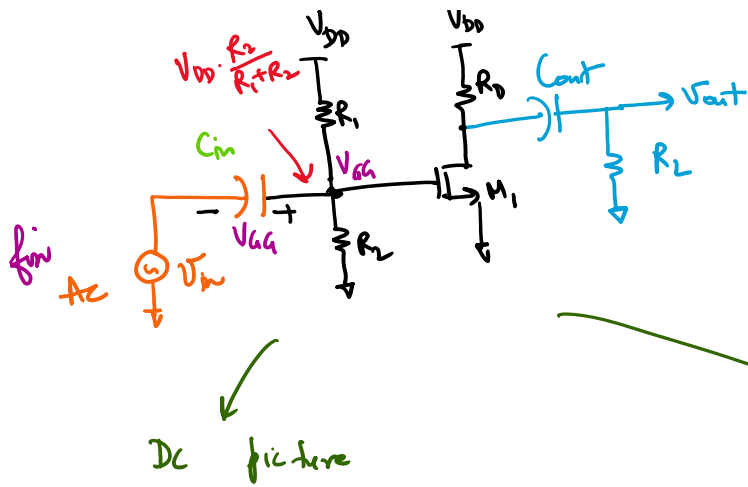 VDD
VDD
VDD · R2/(R1+R2)
RD
Cout
Vout
R1
Cin
VGG
RL
M1
- +
VGG
R2
fin
AC
Vin
DC picture